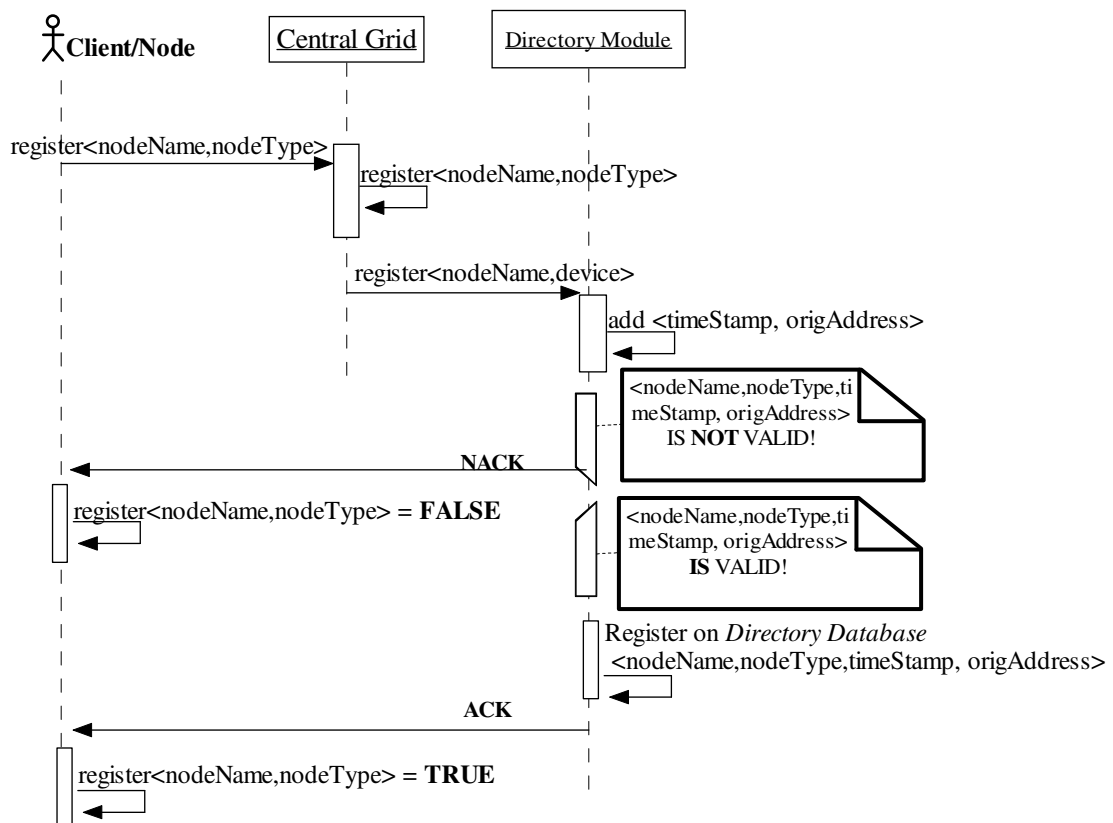 Client/Node
Central Grid
Directory Module
register<nodeName,nodeType>
register<nodeName,nodeType>
register<nodeName,device>
add <timeStamp, origAddress>
<nodeName,nodeType,ti
meStamp, origAddress>
IS NOT VALID!
NACK
register<nodeName,nodeType> = FALSE
<nodeName,nodeType,ti
meStamp, origAddress>
IS VALID!
Register on Directory Database
<nodeName,nodeType,timeStamp, origAddress>
ACK
register<nodeName,nodeType> = TRUE